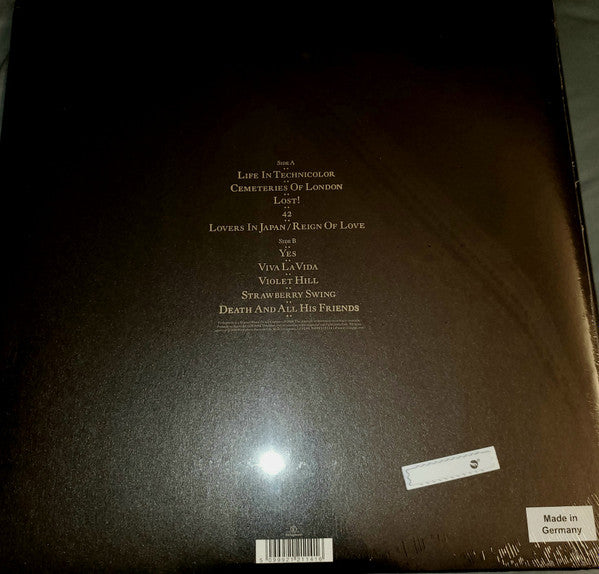 SIDE A
LIFE IN TECHNICOLOR
CEMETERIES OF LONDON
LOST!
42
LOVERS IN JAPAN/REIGN OF LOVE
SIDE B
YES
VIVA LA VIDA
VIOLET HILL
STRAWBERRY SWING
DEATH AND ALL HIS FRIENDS
Made in
Germany